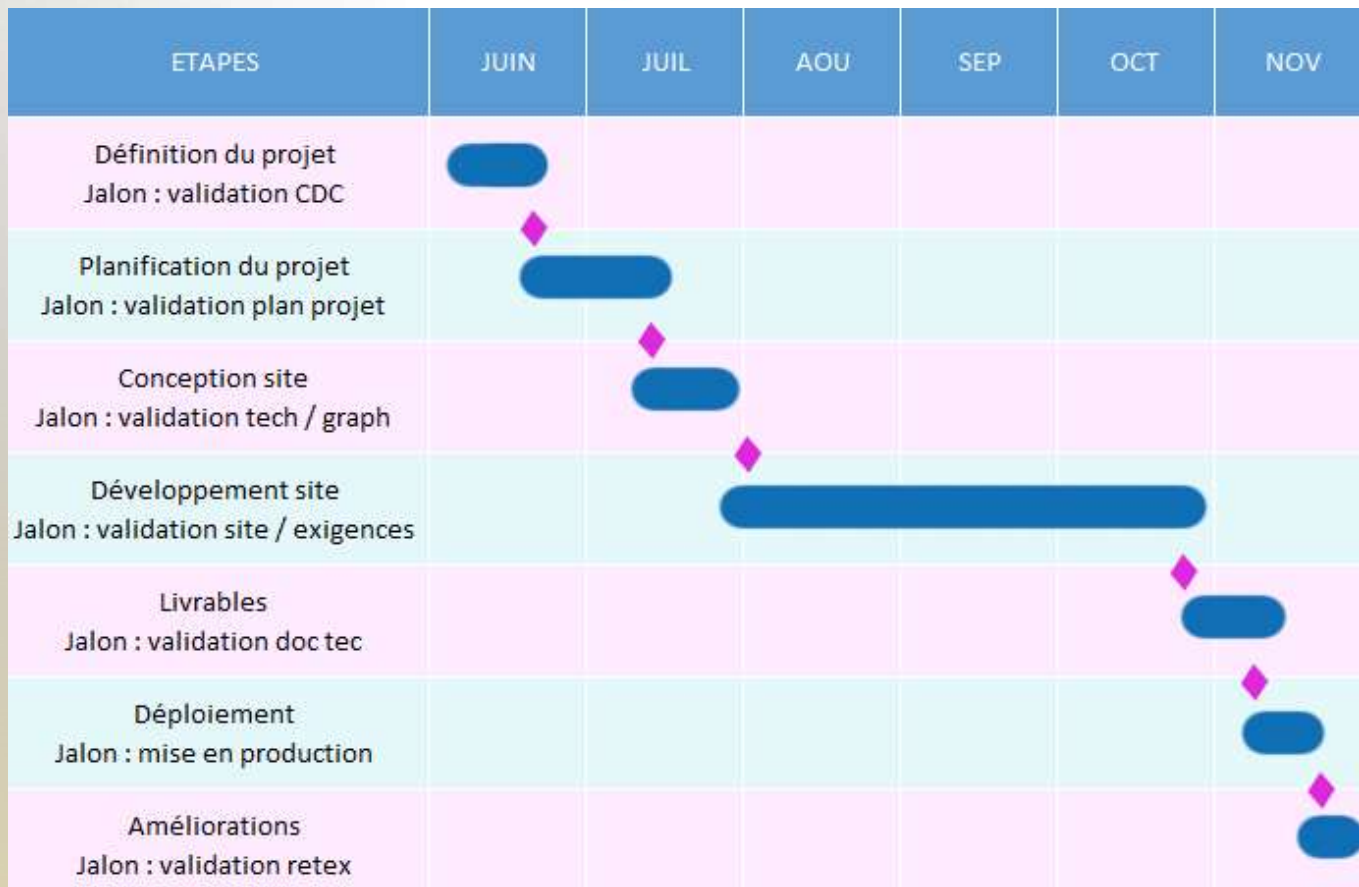 ETAPES JUIN JUIL AOU SEP OCT NOV
Définition du projet
Jalon : validation CDC
Planification du projet
Jalon : validation plan projet
Conception site
Jalon : validation tech / graph
Développement site
Jalon : validation site / exigences
Livrables
Jalon : validation doc tec
Déploiement
Jalon : mise en production
Améliorations
Jalon : validation retex